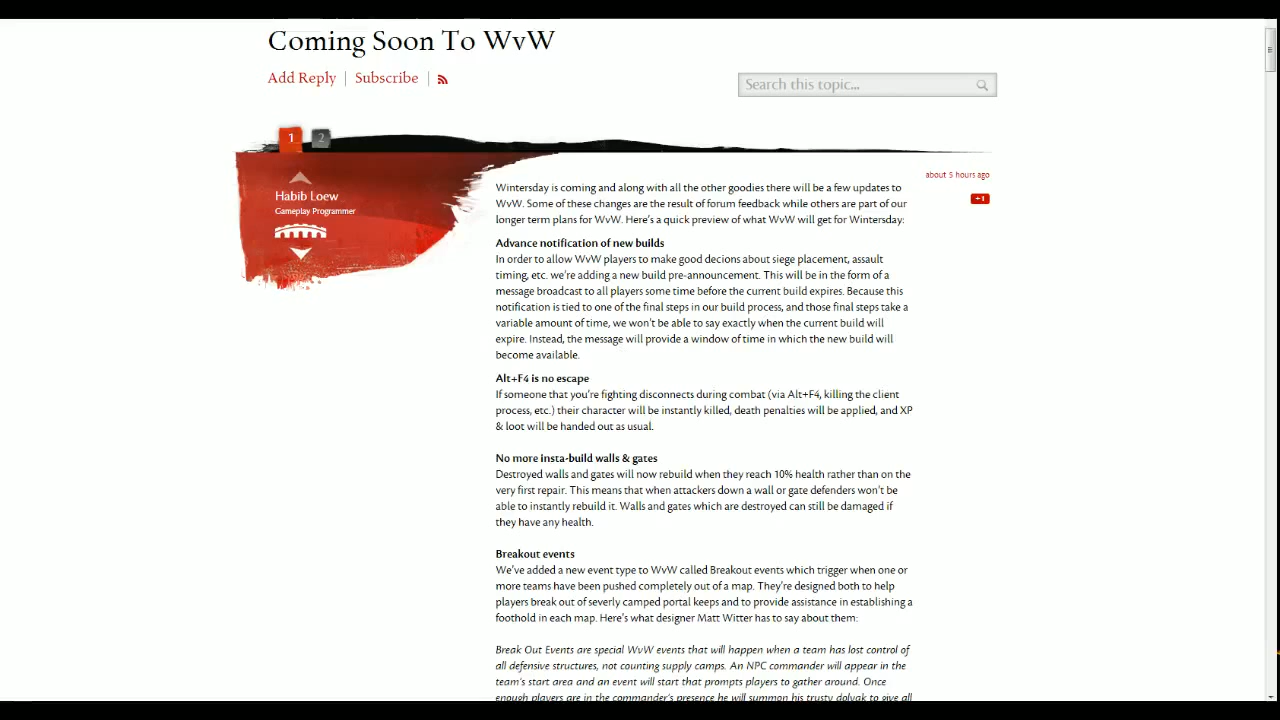 Coming Soon To WvW
Add Reply | Subscribe |
Search this topic...
1 2
Habib Loew
Gameplay Programmer
about 5 hours ago
+1
Wintersday is coming and along with all the other goodies there will be a few updates to
WvW. Some of these changes are the result of forum feedback while others are part of our
longer term plans for WvW. Here's a quick preview of what WvW will get for Wintersday:
Advance notification of new builds
In order to allow WvW players to make good decions about siege placement, assault
timing, etc. we're adding a new build pre-announcement. This will be in the form of a
message broadcast to all players some time before the current build expires. Because this
notification is tied to one of the final steps in our build process, and those final steps take a
variable amount of time, we won't be able to say exactly when the current build will
expire. Instead, the message will provide a window of time in which the new build will
become available.
Alt+F4 is no escape
If someone that you're fighting disconnects during combat (via Alt+F4, killing the client
process, etc.) their character will be instantly killed, death penalties will be applied, and XP
& loot will be handed out as usual.
No more insta-build walls & gates
Destroyed walls and gates will now rebuild when they reach 10% health rather than on the
very first repair. This means that when attackers down a wall or gate defenders won't be
able to instantly rebuild it. Walls and gates which are destroyed can still be damaged if
they have any health.
Breakout events
We've added a new event type to WvW called Breakout events which trigger when one or
more teams have been pushed completely out of a map. They're designed both to help
players break out of severly camped portal keeps and to provide assistance in establishing a
foothold in each map. Here's what designer Matt Witter has to say about them:
Break Out Events are special WvW events that will happen when a team has lost control of
all defensive structures, not counting supply camps. An NPC commander will appear in the
team's start area and an event will start that prompts players to gather around. Once
enough players are in the commander's presence he will summon his trusty dolyak to give all